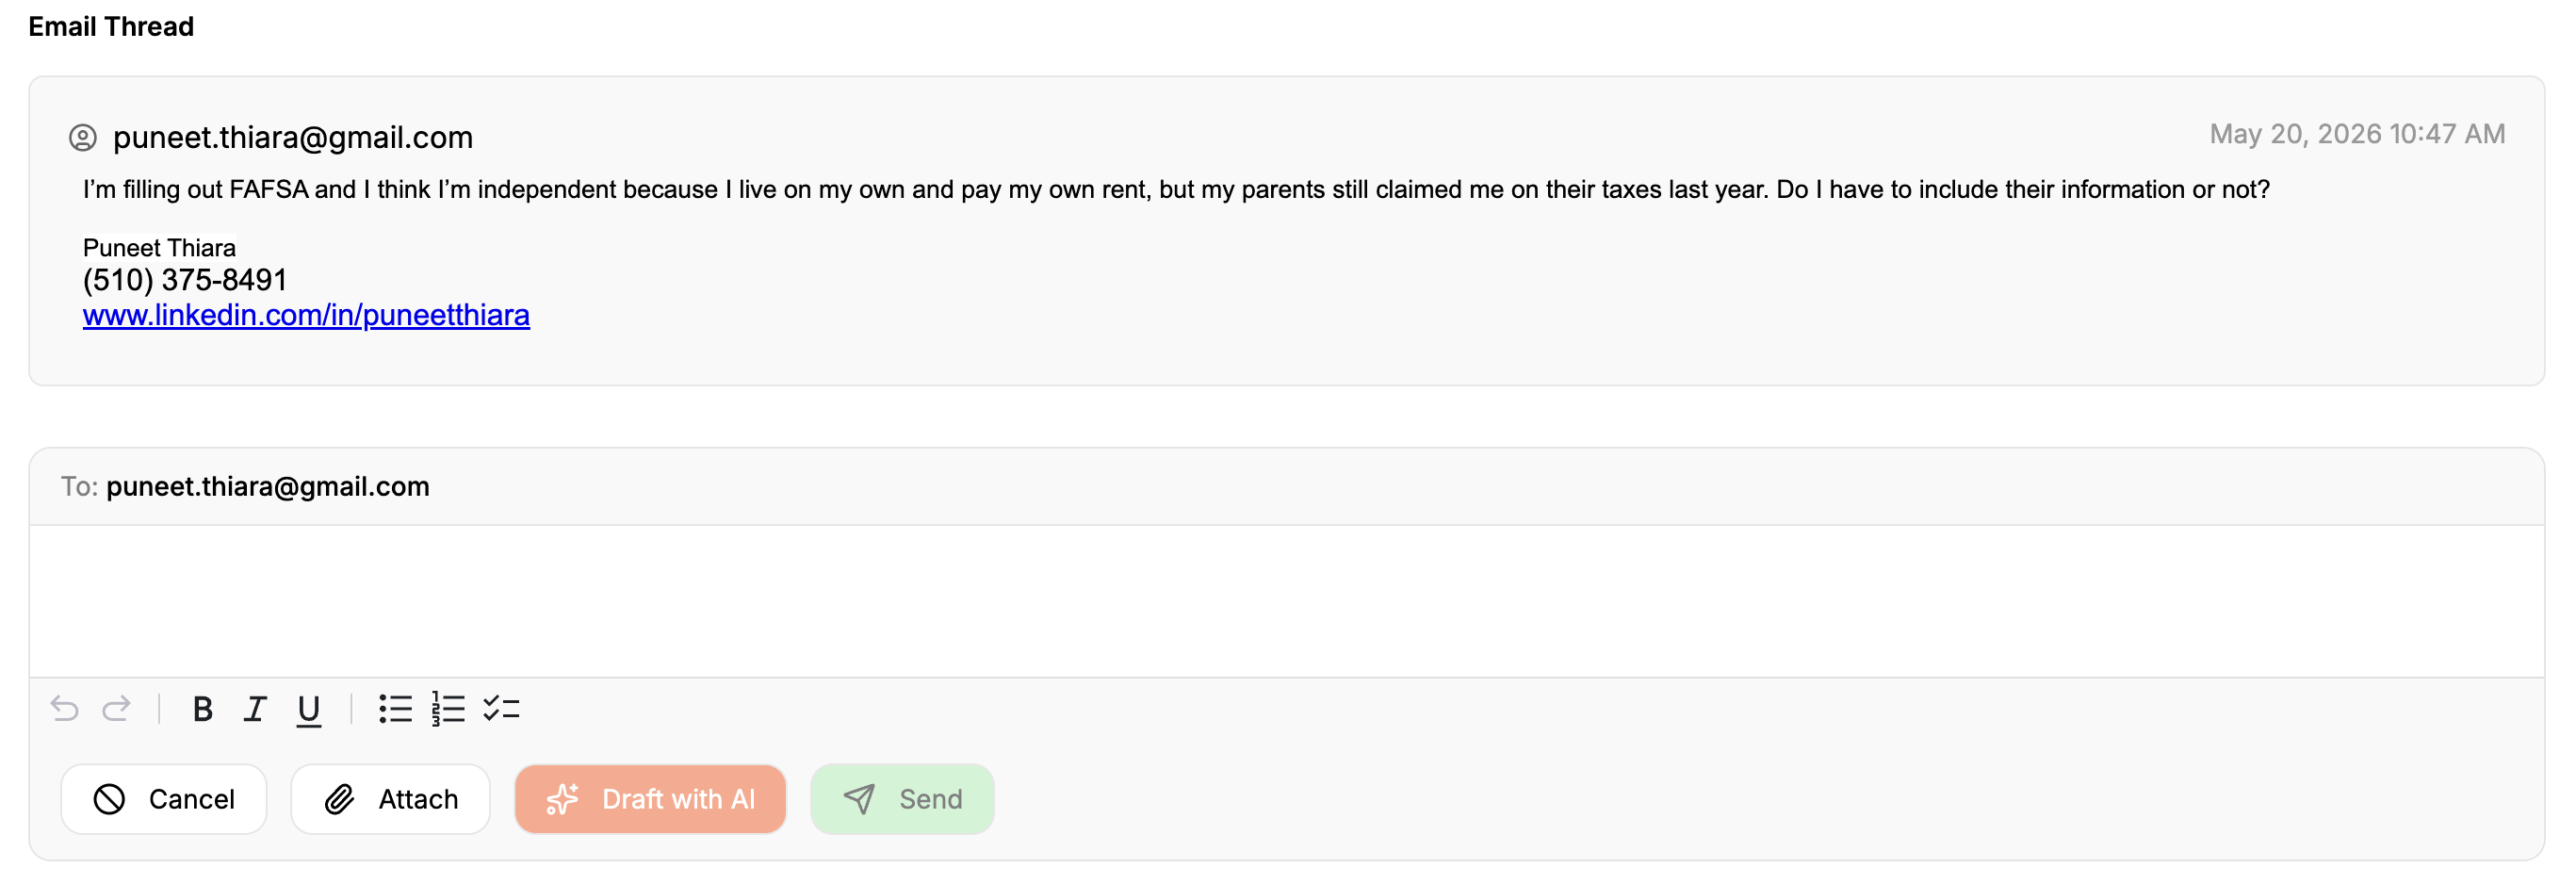 Email Thread
puneet.thiara@gmail.com
May 20, 2026 10:47 AM
I’m filling out FAFSA and I think I’m independent because I live on my own and pay my own rent, but my parents still claimed me on their taxes last year. Do I have to include their information or not?
Puneet Thiara
(510) 375-8491
www.linkedin.com/in/puneetthiara
To: puneet.thiara@gmail.com
B I U
Cancel Attach Draft with AI Send